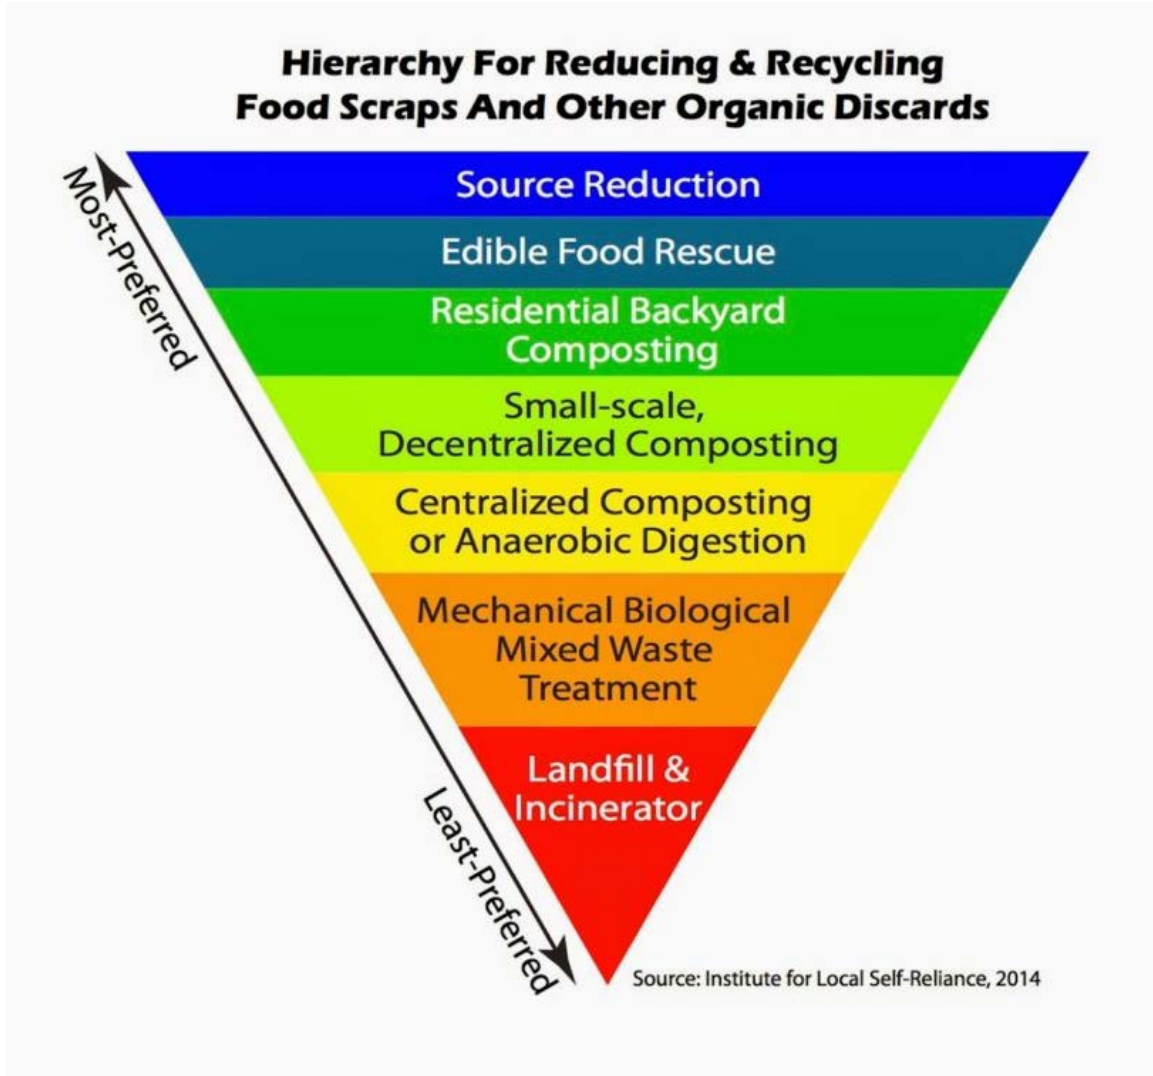 Hierarchy For Reducing & Recycling
Food Scraps And Other Organic Discards
Most-Preferred
Source Reduction
Edible Food Rescue
Residential Backyard
Composting
Small-scale,
Decentralized Composting
Centralized Composting
or Anaerobic Digestion
Mechanical Biological
Mixed Waste
Treatment
Landfill &
Incinerator
Least-Preferred
Source: Institute for Local Self-Reliance, 2014